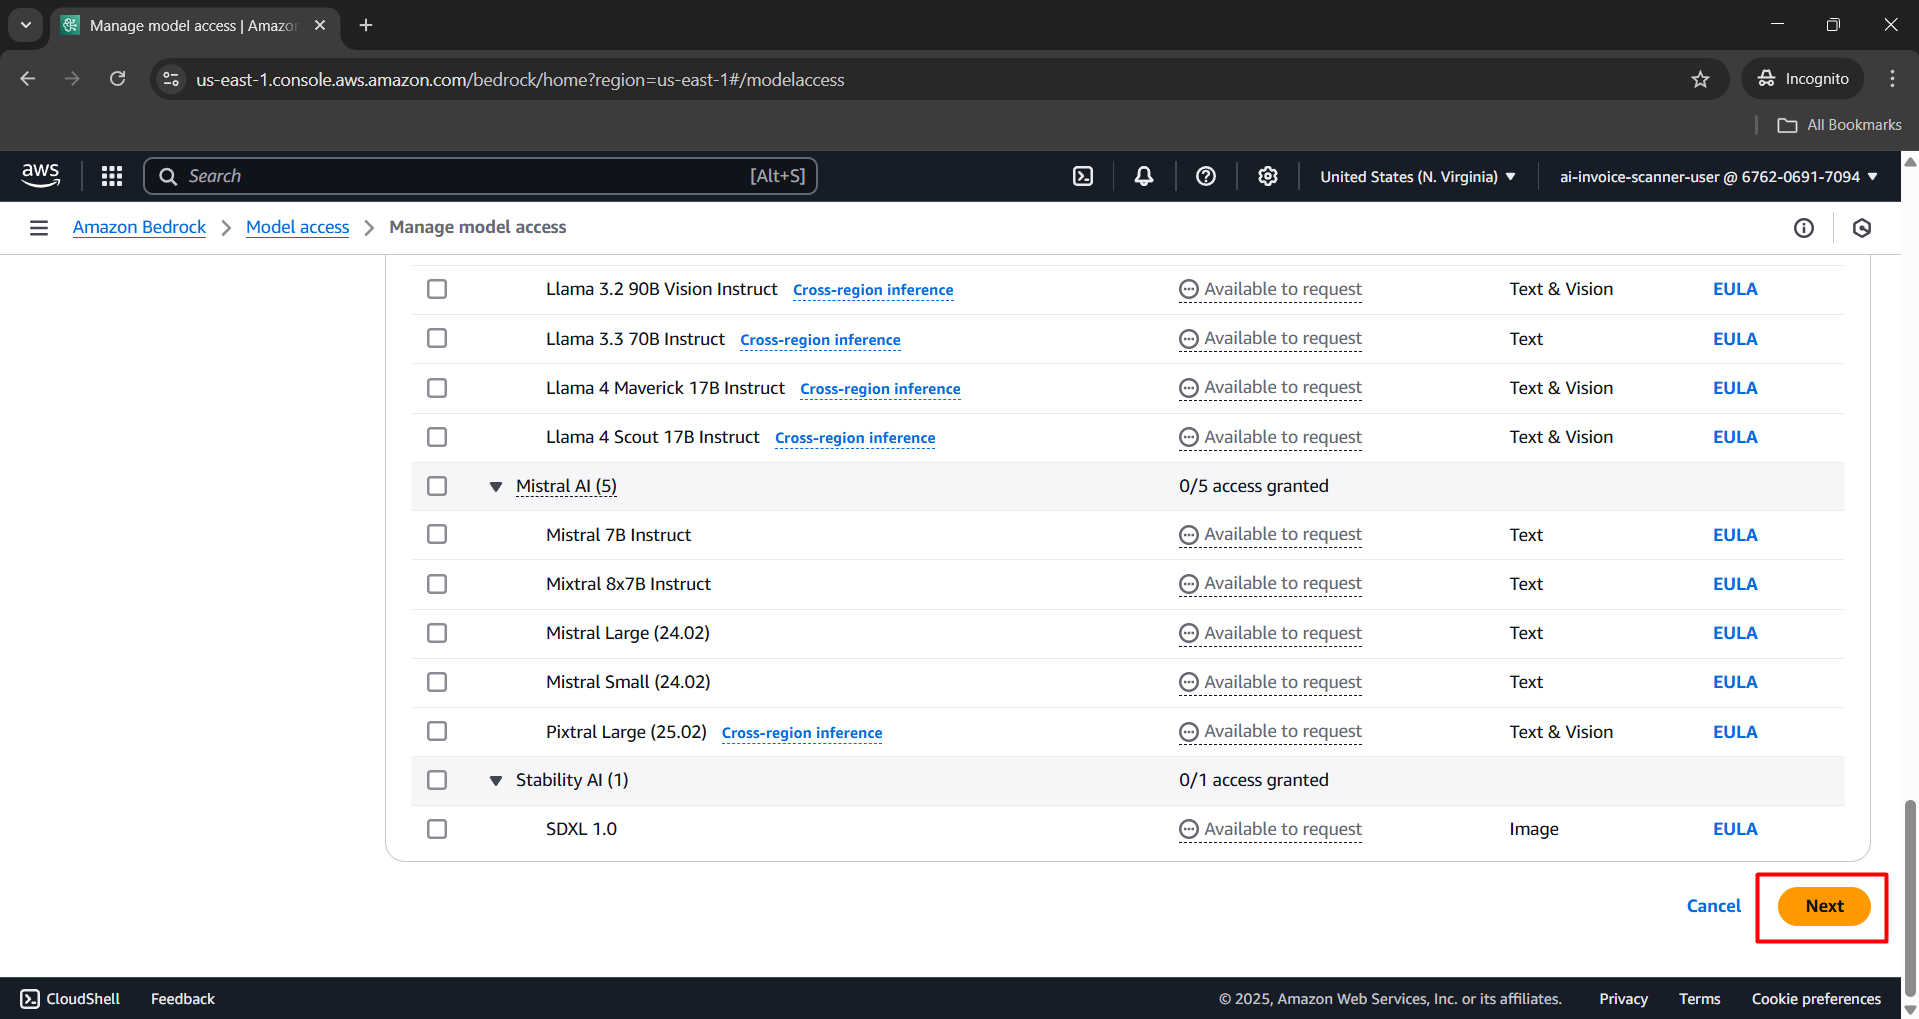 Manage model access | Amazo
us-east-1.console.aws.amazon.com/bedrock/home?region=us-east-1#/modelaccess
Incognito
All Bookmarks
aws
Search
[Alt+S]
United States (N. Virginia)
ai-invoice-scanner-user @ 6762-0691-7094
Amazon Bedrock
Model access
Manage model access
Llama 3.2 90B Vision Instruct Cross-region inference Available to request Text & Vision EULA
Llama 3.3 70B Instruct Cross-region inference Available to request Text EULA
Llama 4 Maverick 17B Instruct Cross-region inference Available to request Text & Vision EULA
Llama 4 Scout 17B Instruct Cross-region inference Available to request Text & Vision EULA
Mistral AI (5) 0/5 access granted
Mistral 7B Instruct Available to request Text EULA
Mixtral 8x7B Instruct Available to request Text EULA
Mistral Large (24.02) Available to request Text EULA
Mistral Small (24.02) Available to request Text EULA
Pixtral Large (25.02) Cross-region inference Available to request Text & Vision EULA
Stability AI (1) 0/1 access granted
SDXL 1.0 Available to request Image EULA
Cancel Next
CloudShell Feedback © 2025, Amazon Web Services, Inc. or its affiliates. Privacy Terms Cookie preferences